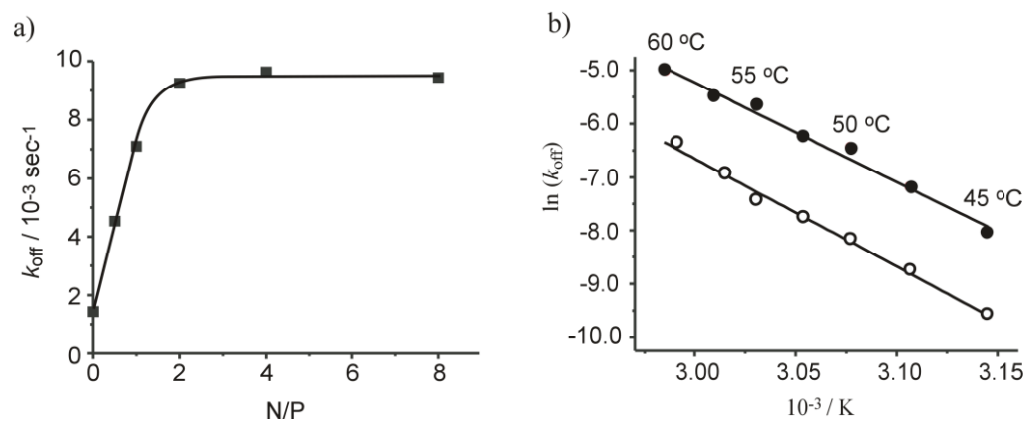 a)
k_off / 10⁻³ sec⁻¹
10
8
6
4
2
0
0 2 4 6 8
N/P
b)
ln (k_off)
60 ºC
55 ºC
50 ºC
45 ºC
-5.0
-6.0
-7.0
-8.0
-9.0
-10.0
3.00 3.05 3.10 3.15
10⁻³ / K